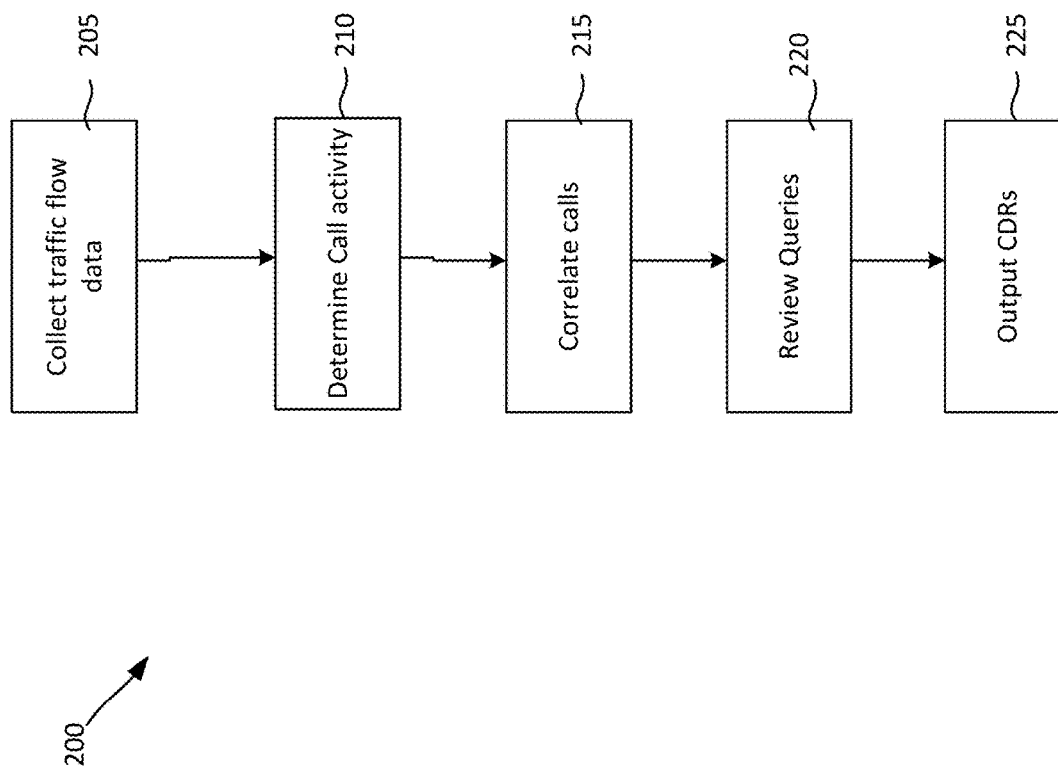 200
Collect traffic flow
data
205
Determine Call activity
210
Correlate calls
215
Review Queries
220
Output CDRs
225